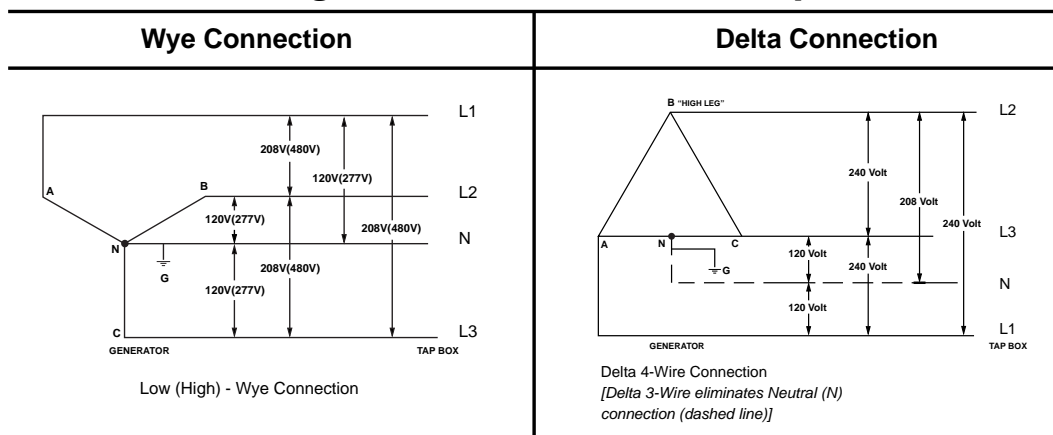 Wye Connection
Delta Connection
L1
208V(480V)
120V(277V)
A
B
L2
120V(277V)
208V(480V)
N
N
G
208V(480V)
120V(277V)
C
L3
GENERATOR
TAP BOX
Low (High) - Wye Connection
B "HIGH LEG"
L2
240 Volt
208 Volt
240 Volt
A
N
C
L3
120 Volt
240 Volt
G
N
120 Volt
L1
GENERATOR
TAP BOX
Delta 4-Wire Connection
[Delta 3-Wire eliminates Neutral (N)
connection (dashed line)]